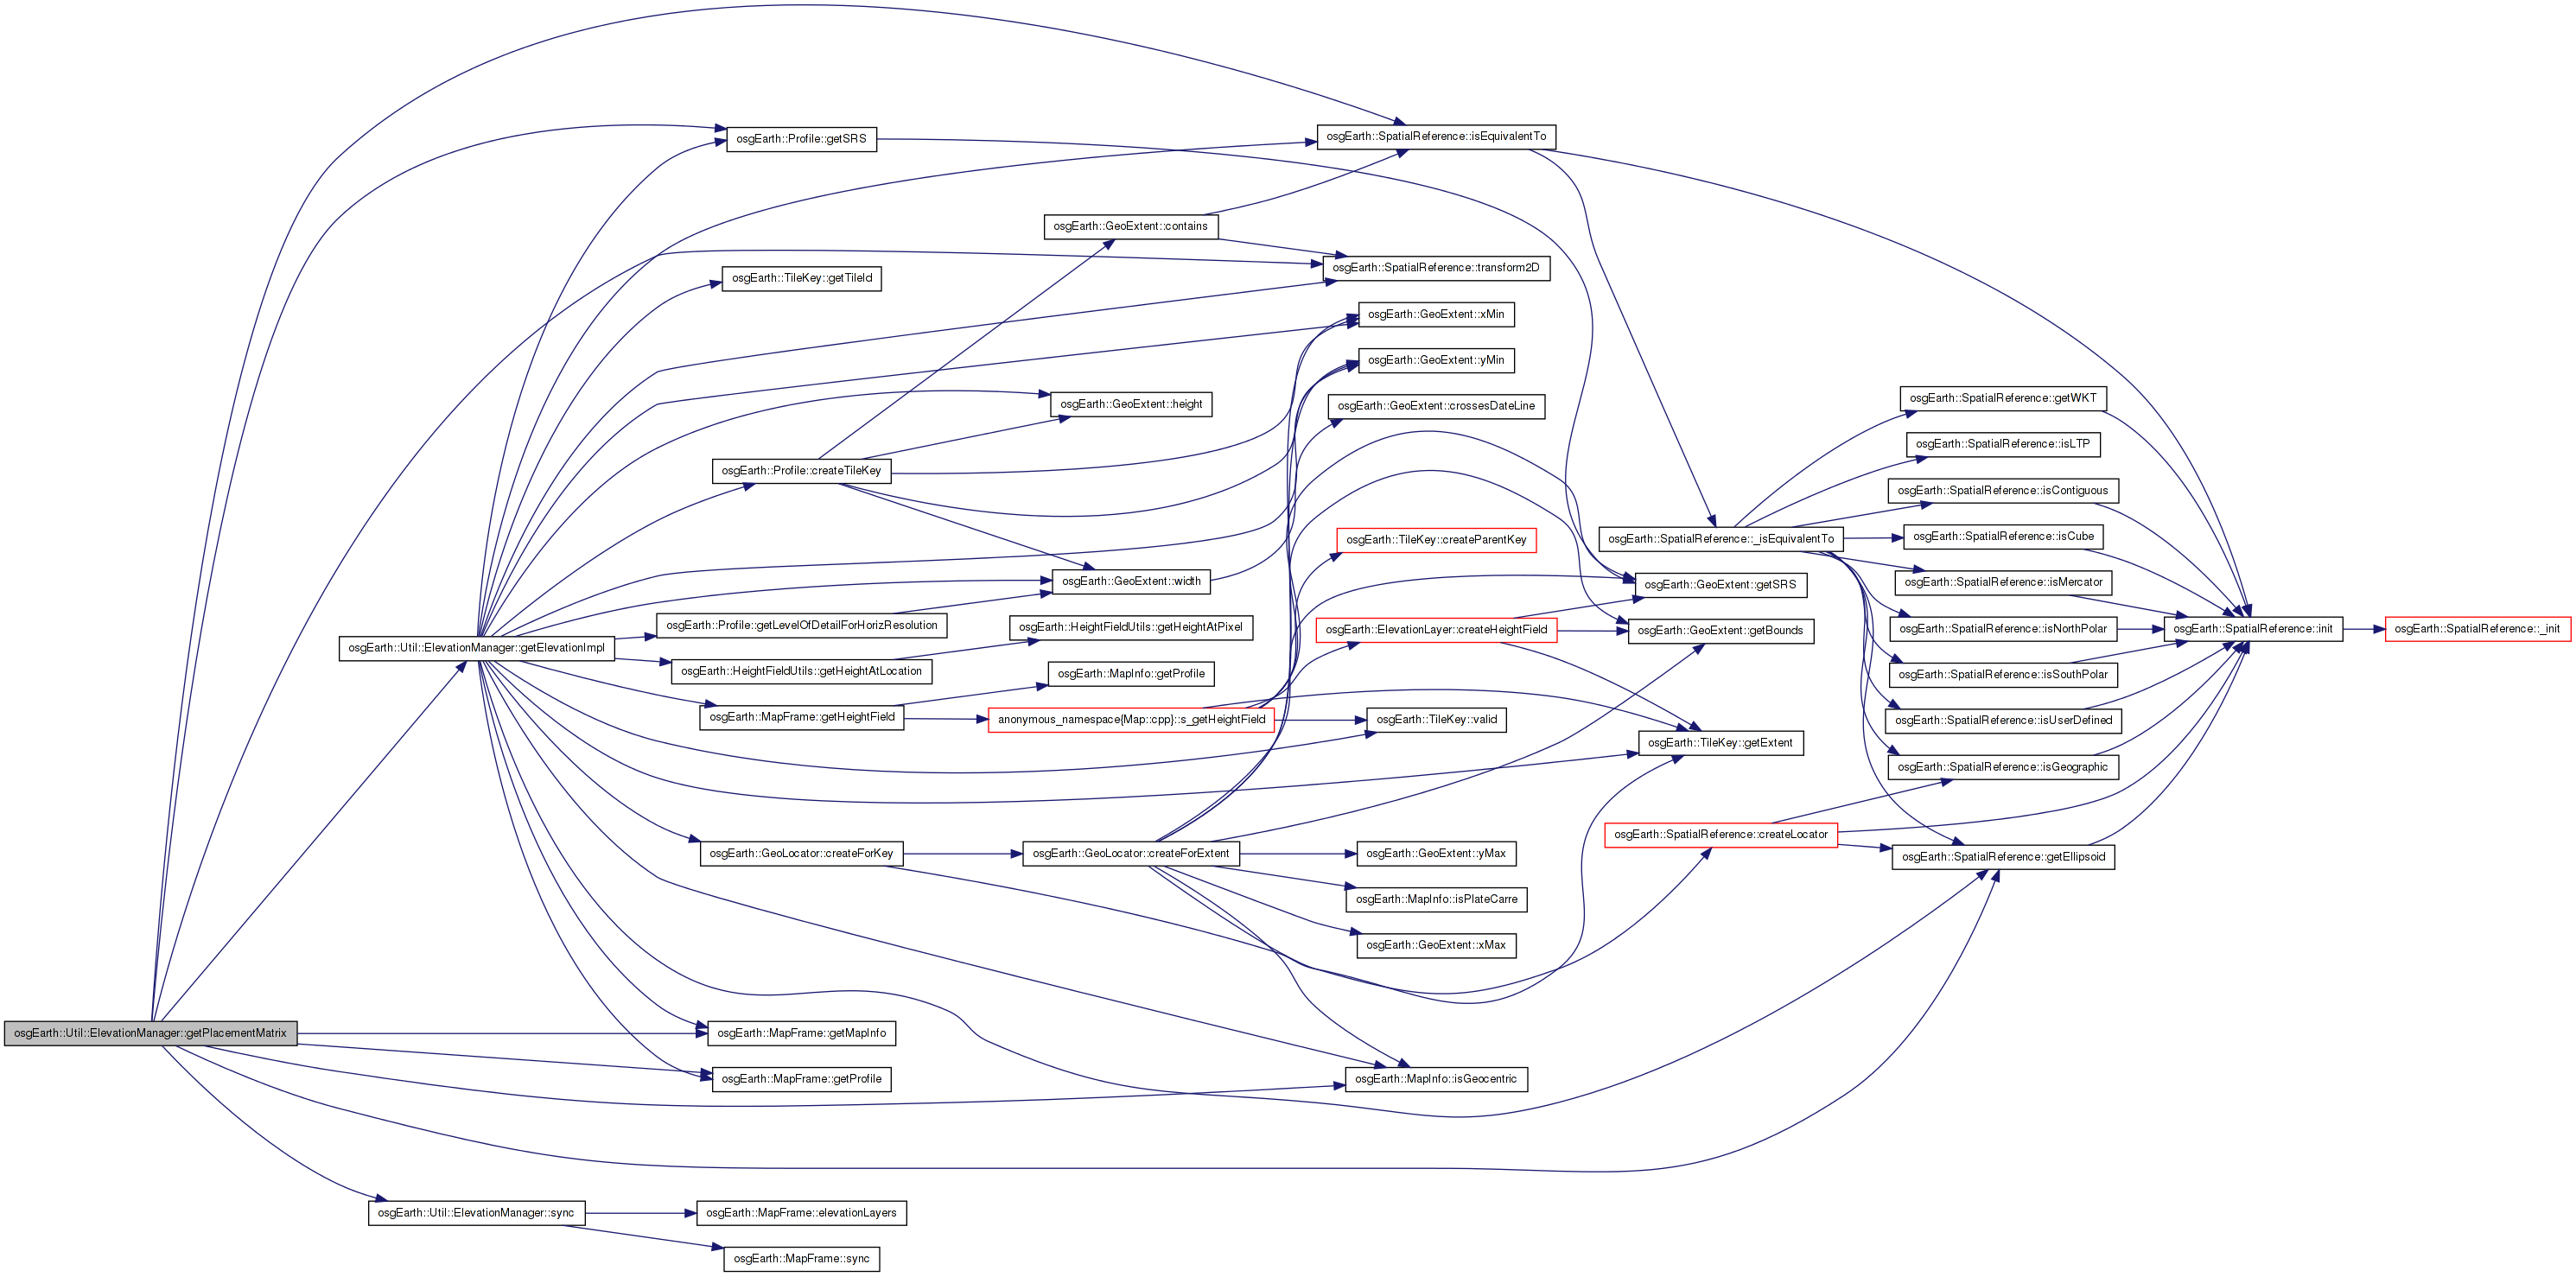 osgEarth::Util::ElevationManager::getPlacementMatrix
osgEarth::Util::ElevationManager::getElevationImpl
osgEarth::Util::ElevationManager::sync
osgEarth::Profile::getSRS
osgEarth::TileKey::getTileId
osgEarth::Profile::createTileKey
osgEarth::Profile::getLevelOfDetailForHorizResolution
osgEarth::HeightFieldUtils::getHeightAtLocation
osgEarth::MapFrame::getHeightField
osgEarth::GeoLocator::createForKey
osgEarth::MapFrame::getMapInfo
osgEarth::MapFrame::getProfile
osgEarth::MapFrame::elevationLayers
osgEarth::MapFrame::sync
osgEarth::GeoExtent::contains
osgEarth::GeoExtent::height
osgEarth::GeoExtent::width
osgEarth::HeightFieldUtils::getHeightAtPixel
osgEarth::MapInfo::getProfile
anonymous_namespace{Map::cpp}::s_getHeightField
osgEarth::GeoLocator::createForExtent
osgEarth::SpatialReference::isEquivalentTo
osgEarth::SpatialReference::transform2D
osgEarth::GeoExtent::xMin
osgEarth::GeoExtent::yMin
osgEarth::GeoExtent::crossesDateLine
osgEarth::TileKey::createParentKey
osgEarth::ElevationLayer::createHeightField
osgEarth::TileKey::valid
osgEarth::GeoExtent::yMax
osgEarth::MapInfo::isPlateCarre
osgEarth::GeoExtent::xMax
osgEarth::MapInfo::isGeocentric
osgEarth::SpatialReference::_isEquivalentTo
osgEarth::GeoExtent::getSRS
osgEarth::GeoExtent::getBounds
osgEarth::TileKey::getExtent
osgEarth::SpatialReference::createLocator
osgEarth::SpatialReference::getWKT
osgEarth::SpatialReference::isLTP
osgEarth::SpatialReference::isContiguous
osgEarth::SpatialReference::isCube
osgEarth::SpatialReference::isMercator
osgEarth::SpatialReference::isNorthPolar
osgEarth::SpatialReference::isSouthPolar
osgEarth::SpatialReference::isUserDefined
osgEarth::SpatialReference::isGeographic
osgEarth::SpatialReference::getEllipsoid
osgEarth::SpatialReference::init
osgEarth::SpatialReference::_init